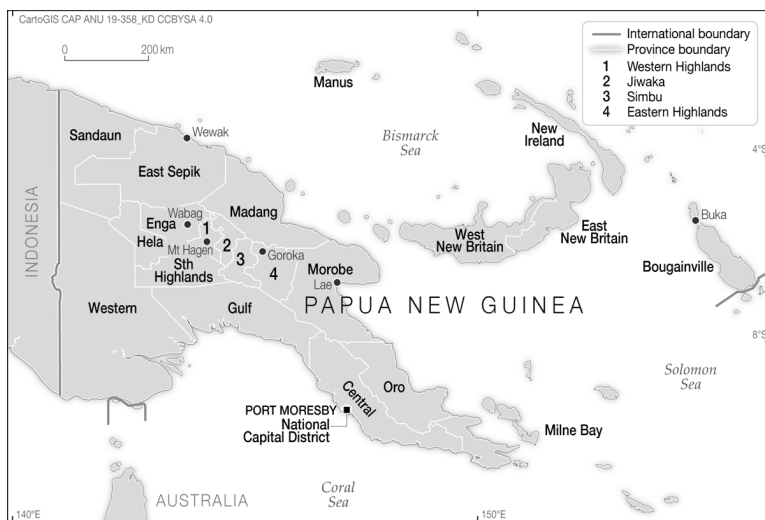 CartoGIS CAP ANU 19-358_KD CCBYSA 4.0
0 200 km
International boundary
Province boundary
1 Western Highlands
2 Jiwaka
3 Simbu
4 Eastern Highlands
Manus
Bismarck
Sea
New
Ireland
4°S
Sandaun
Wewak
East Sepik
INDONESIA
Wabag
Enga
1
Madang
Hela
Mt Hagen
2
3
Goroka
4
Sth
Highlands
Morobe
Lae
West
New Britain
East
New Britain
Buka
Bougainville
Western
Gulf
PAPUA NEW GUINEA
8°S
Solomon
Sea
Central
Oro
PORT MORESBY
National
Capital District
Milne Bay
AUSTRALIA
Coral
Sea
140°E
150°E